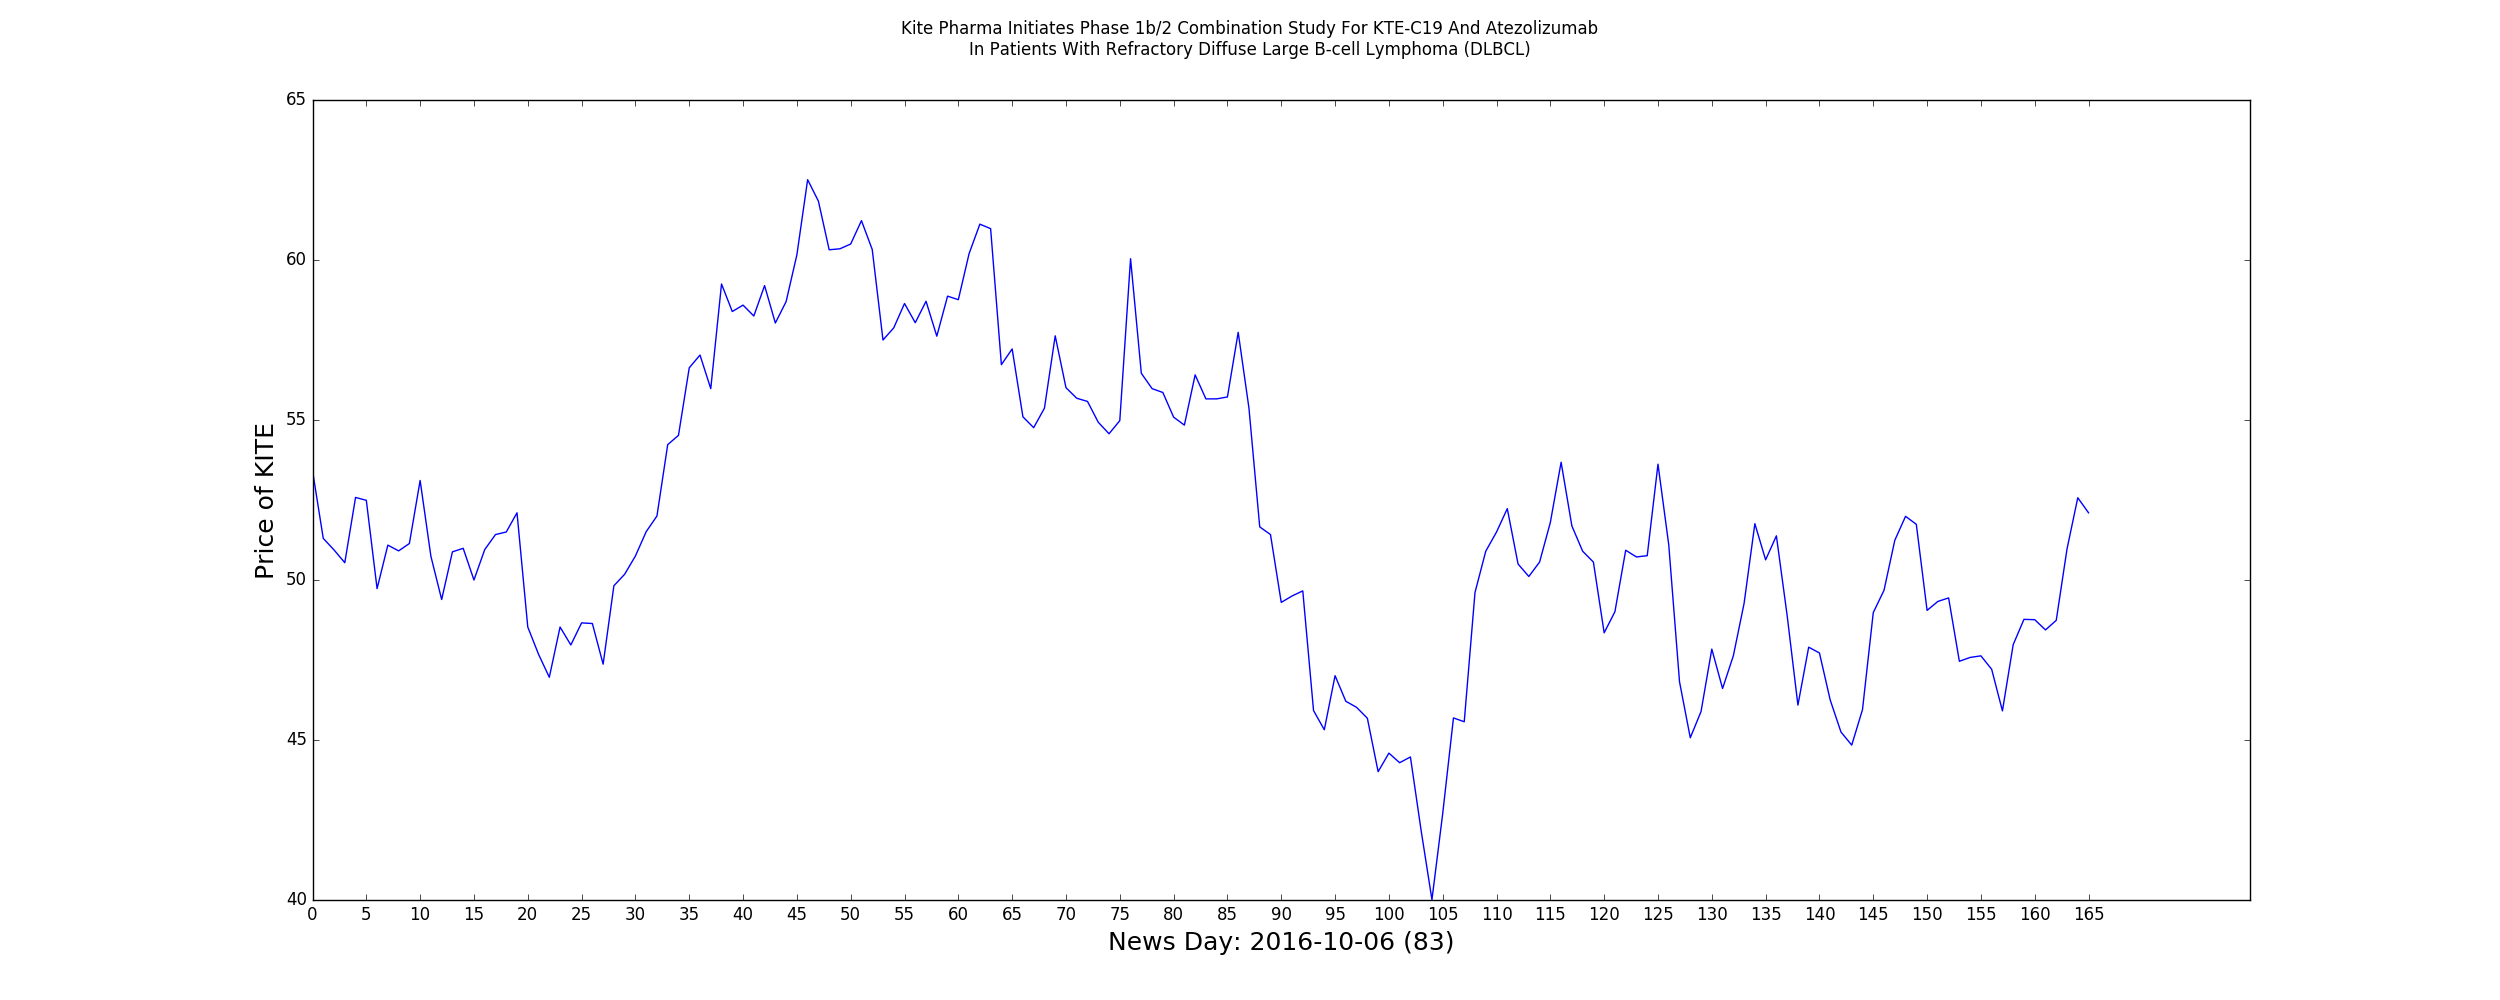 Kite Pharma Initiates Phase 1b/2 Combination Study For KTE-C19 And Atezolizumab
In Patients With Refractory Diffuse Large B-cell Lymphoma (DLBCL)
65
60
55
50
45
40
Price of KITE
0 5 10 15 20 25 30 35 40 45 50 55 60 65 70 75 80 85 90 95 100 105 110 115 120 125 130 135 140 145 150 155 160 165
News Day: 2016-10-06 (83)